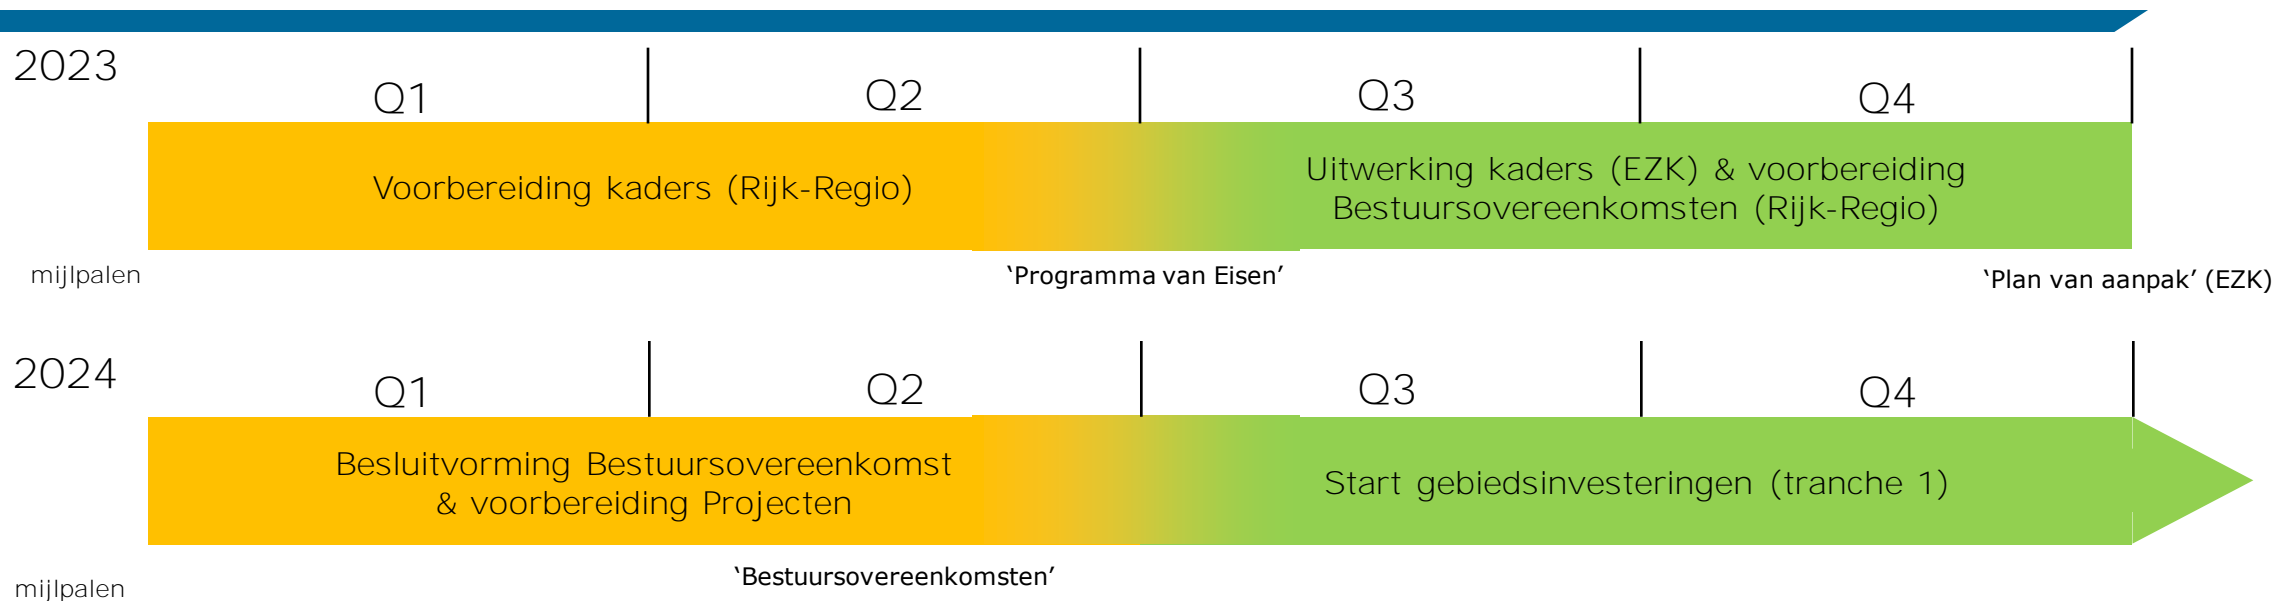 2023
Q1
Q2
Q3
Q4
Voorbereiding kaders (Rijk-Regio)
Uitwerking kaders (EZK) & voorbereiding
Bestuursovereenkomsten (Rijk-Regio)
mijlpalen
‘Programma van Eisen’
‘Plan van aanpak’ (EZK)
2024
Q1
Q2
Q3
Q4
Besluitvorming Bestuursovereenkomst
& voorbereiding Projecten
Start gebiedsinvesteringen (tranche 1)
‘Bestuursovereenkomsten’
mijlpalen